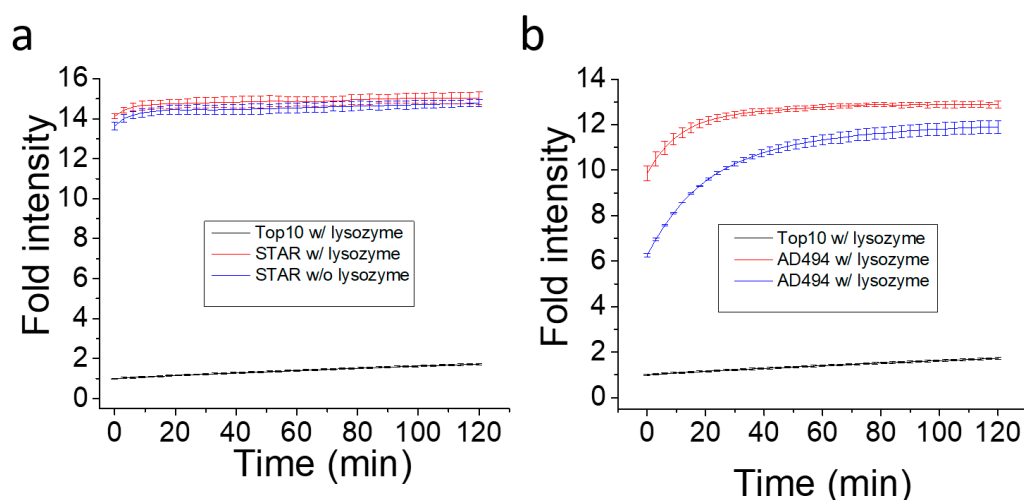 a
Fold intensity
16
14
12
10
8
6
4
2
0
Top10 w/ lysozyme
STAR w/ lysozyme
STAR w/o lysozyme
0 20 40 60 80 100 120
Time (min)
b
Fold intensity
14
12
10
8
6
4
2
0
Top10 w/ lysozyme
AD494 w/ lysozyme
AD494 w/ lysozyme
0 20 40 60 80 100 120
Time (min)